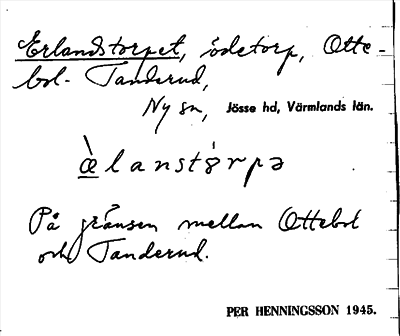 Erlandstorpet, ödetorp, Otte-
bol- Tanderud,
Ny sn, Jösse hd, Värmlands län.
æ̀lanstórpə
På gränsen mellan Ottebol
och Tanderud.
PER HENNINGSSON 1945.